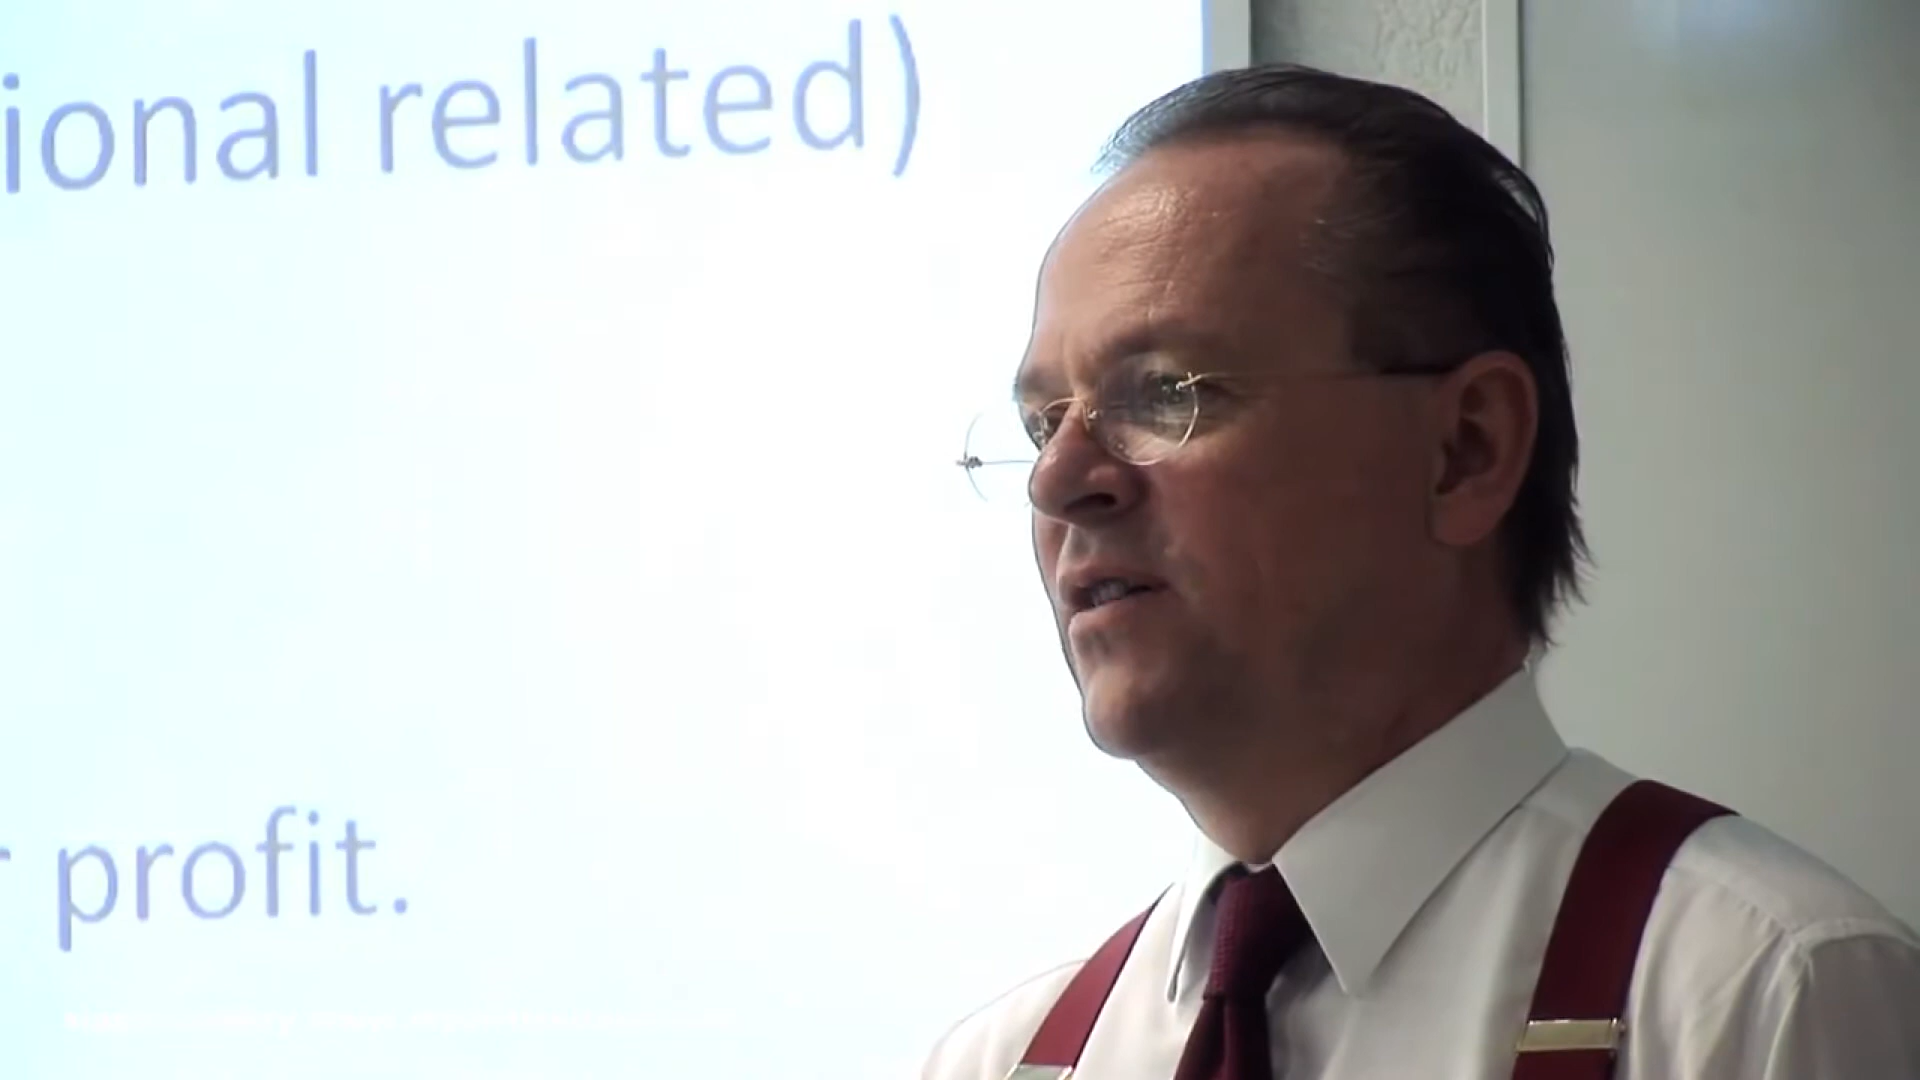 ional related)
r profit.